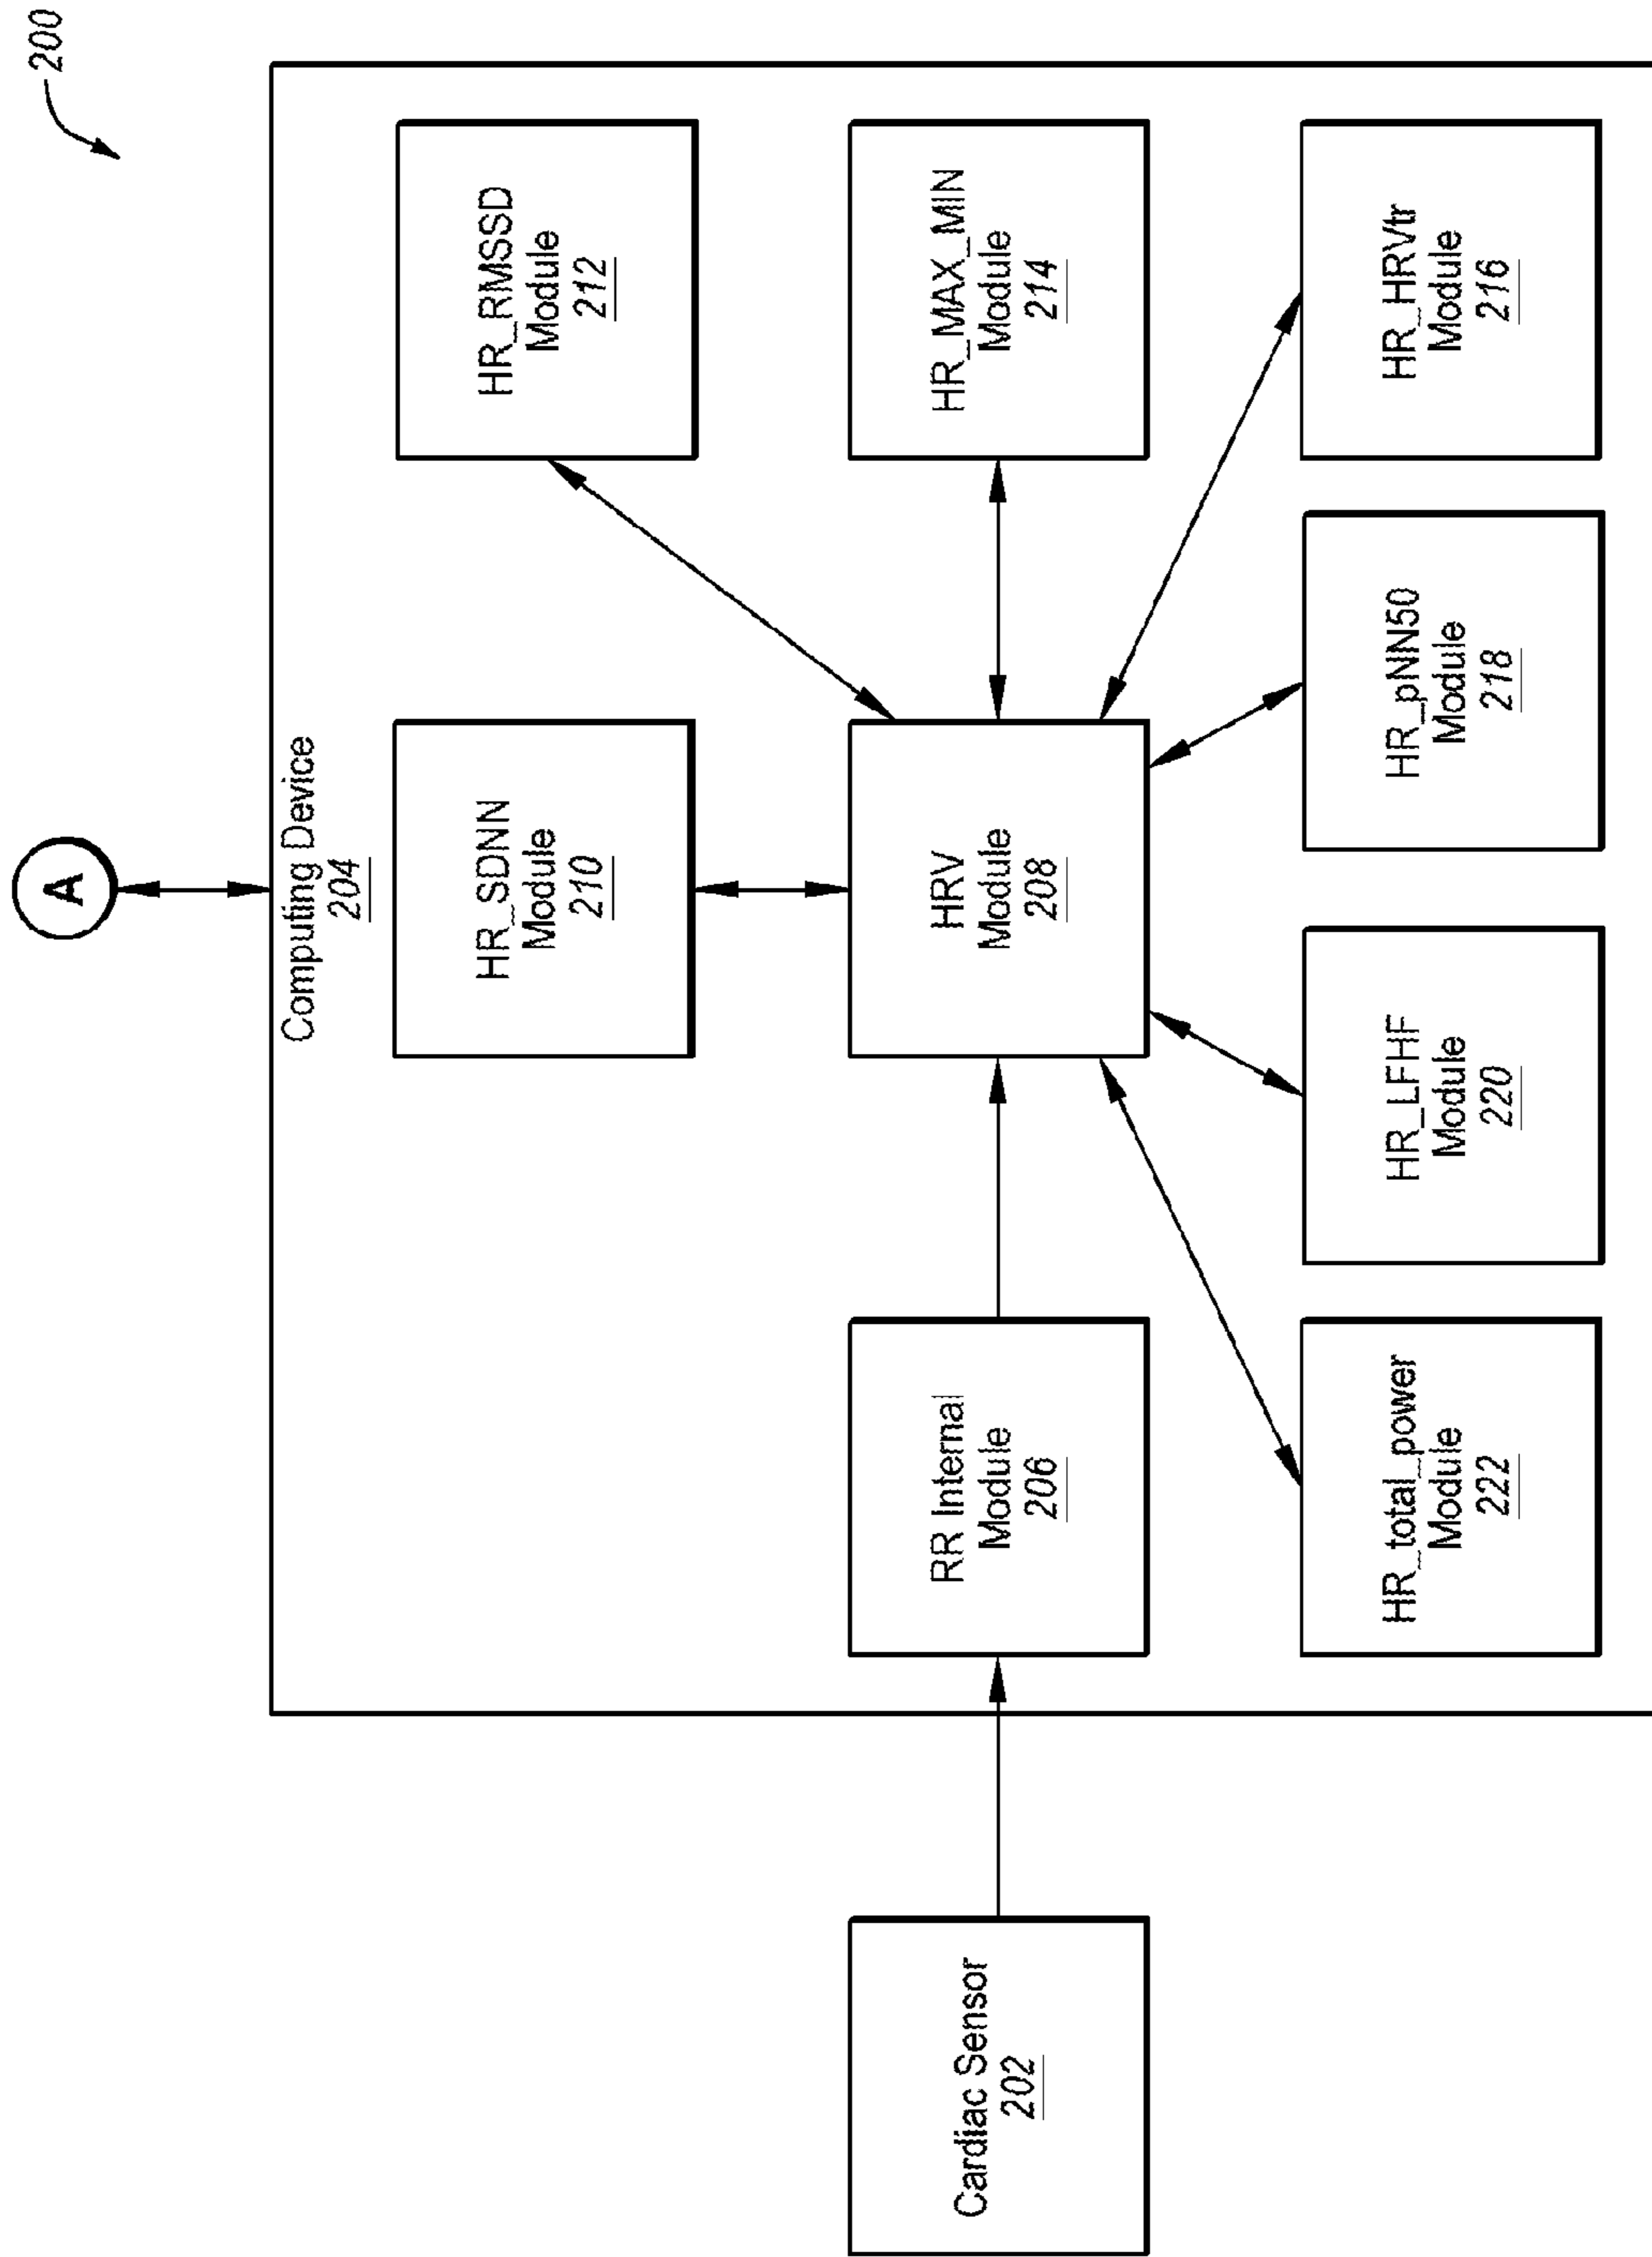 200
A
Computing Device
204
HR_SDNN
Module
210
HR_RMSSD
Module
212
Cardiac Sensor
202
RR Internal
Module
206
HRV
Module
208
HR_MAX_MIN
Module
214
HR_total_power
Module
222
HR_LFHF
Module
220
HR_pNN50
Module
218
HR_HRVtr
Module
216